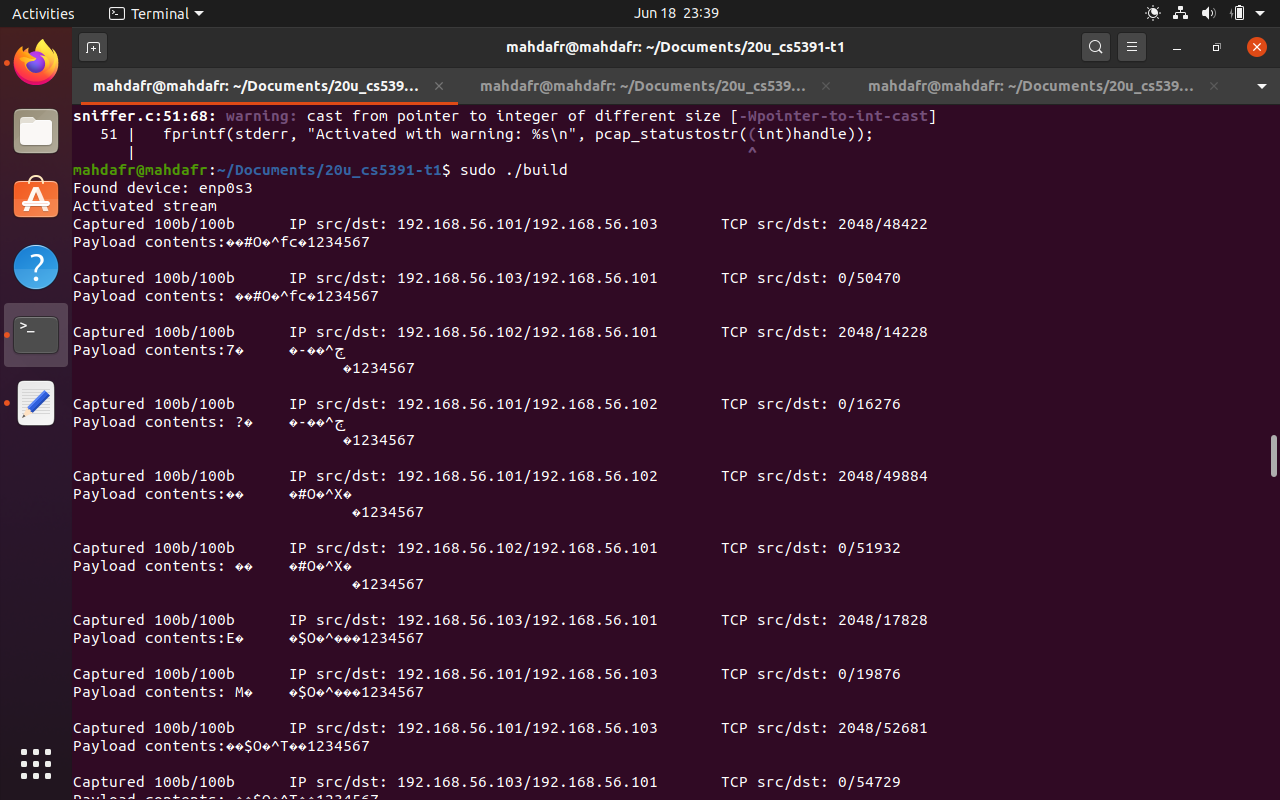 Activities
Terminal
Jun 18 23:39
mahdafr@mahdafr: ~/Documents/20u_cs5391-t1
mahdafr@mahdafr: ~/Documents/20u_cs539...
mahdafr@mahdafr: ~/Documents/20u_cs539...
mahdafr@mahdafr: ~/Documents/20u_cs539...
sniffer.c:51:68: warning: cast from pointer to integer of different size [-Wpointer-to-int-cast]
51 | fprintf(stderr, "Activated with warning: %s\n", pcap_statustostr((int)handle));
| ^
mahdafr@mahdafr:~/Documents/20u_cs5391-t1$ sudo ./build
Found device: enp0s3
Activated stream
Captured 100b/100b IP src/dst: 192.168.56.101/192.168.56.103 TCP src/dst: 2048/48422
Payload contents:��#O�^fc�1234567
Captured 100b/100b IP src/dst: 192.168.56.103/192.168.56.101 TCP src/dst: 0/50470
Payload contents: ��#O�^fc�1234567
Captured 100b/100b IP src/dst: 192.168.56.102/192.168.56.101 TCP src/dst: 2048/14228
Payload contents:7� �-��^چ
�1234567
Captured 100b/100b IP src/dst: 192.168.56.101/192.168.56.102 TCP src/dst: 0/16276
Payload contents: ?� �-��^چ
�1234567
Captured 100b/100b IP src/dst: 192.168.56.101/192.168.56.102 TCP src/dst: 2048/49884
Payload contents:�� �#O�^X�
�1234567
Captured 100b/100b IP src/dst: 192.168.56.102/192.168.56.101 TCP src/dst: 0/51932
Payload contents: �� �#O�^X�
�1234567
Captured 100b/100b IP src/dst: 192.168.56.103/192.168.56.101 TCP src/dst: 2048/17828
Payload contents:E� �$O�^���1234567
Captured 100b/100b IP src/dst: 192.168.56.101/192.168.56.103 TCP src/dst: 0/19876
Payload contents: M� �$O�^���1234567
Captured 100b/100b IP src/dst: 192.168.56.101/192.168.56.103 TCP src/dst: 2048/52681
Payload contents:��$O�^T��1234567
Captured 100b/100b IP src/dst: 192.168.56.103/192.168.56.101 TCP src/dst: 0/54729
Payload contents: ��$O�^T��1234567